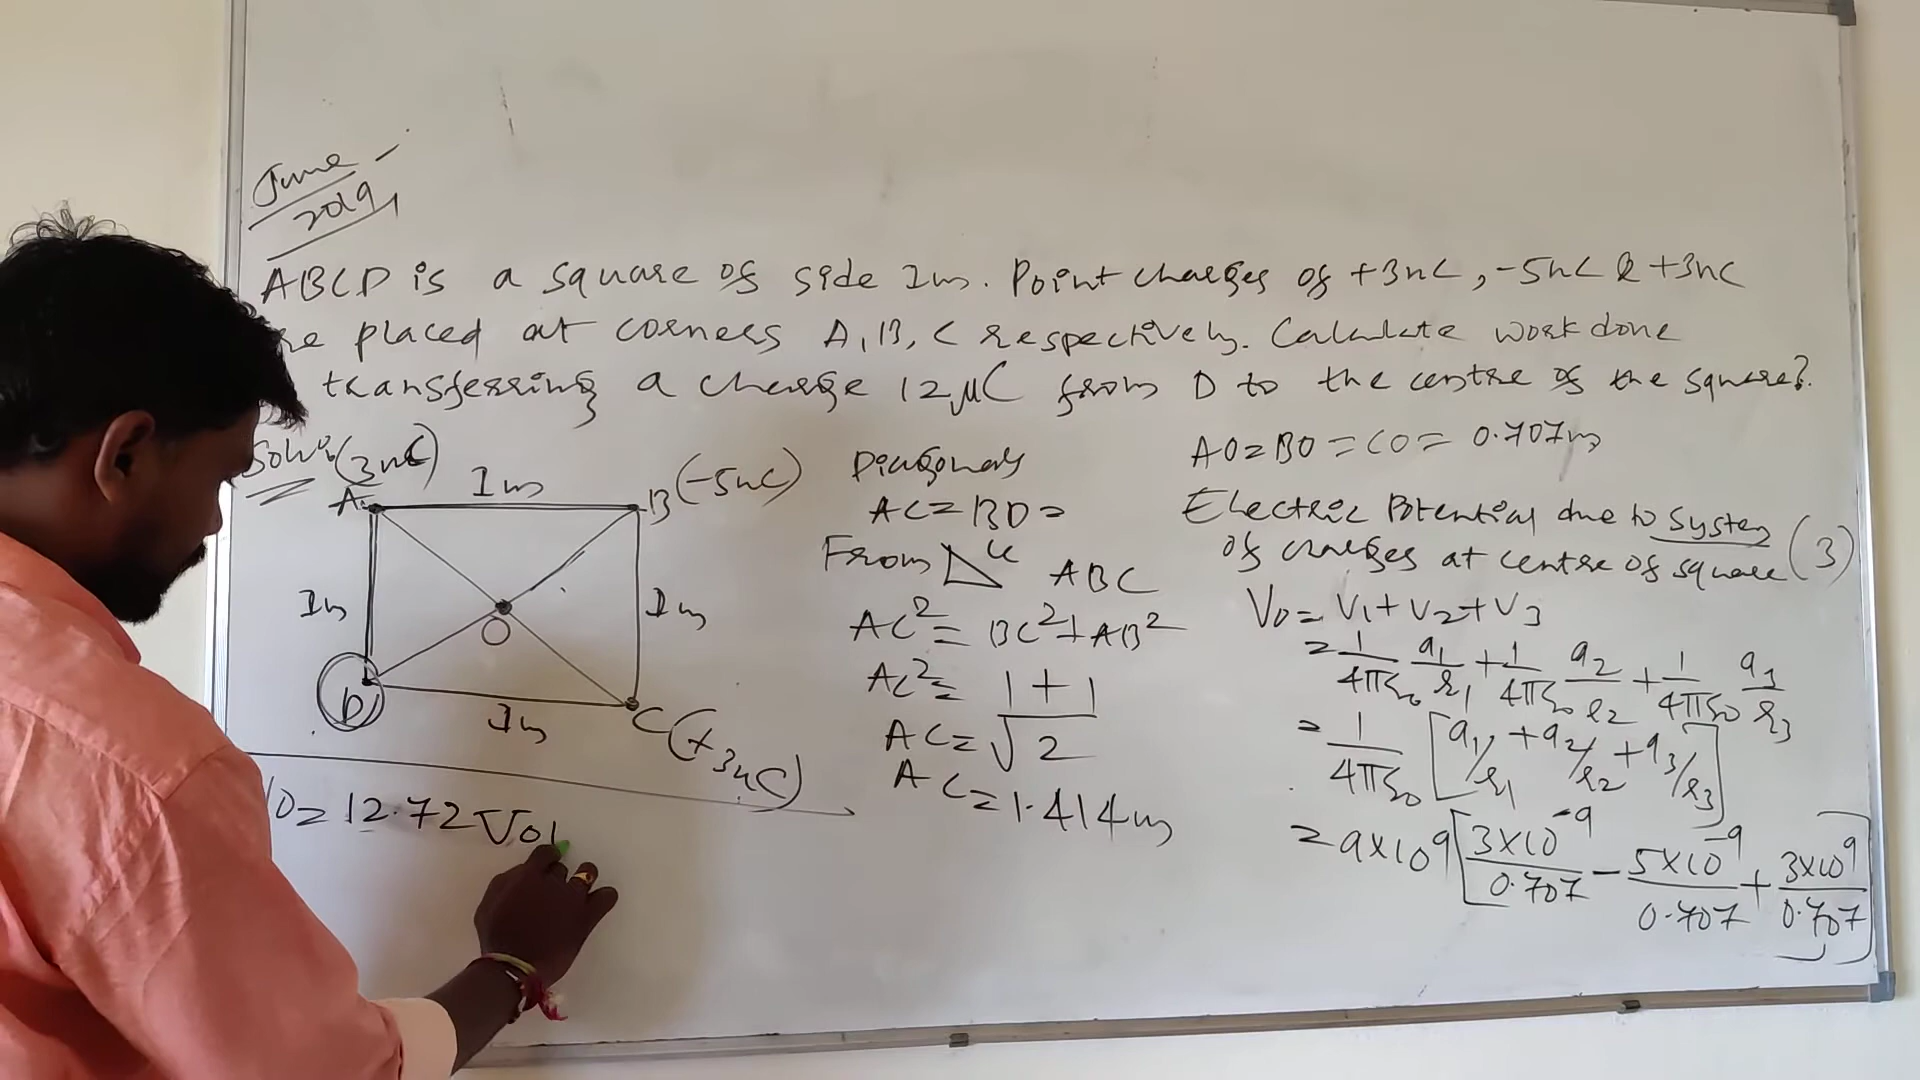 June
2019
ABCD is a square of side 1m. Point charges of +3nC, -5nC & +3nC
re placed at corners A, B, C respectively. Calculate work done
transferring a charge 12μC from D to the centre of the square?
Soln:
(3nC)
A
1m
B (-5nC)
1m
O
1m
D
1m
C (+3nC)
V0 = 12.72 Vol
Diagonals
AC = BD =
From le ABC
AC² = BC² + AB²
AC² = 1 + 1
AC = √2
AC = 1.414m
AO = BO = CO = 0.707m
Electric Potential due to system
of charges at centre of square (3)
V0 = V1 + V2 + V3
= 1/4πε0 q1/r1 + 1/4πε0 q2/r2 + 1/4πε0 q3/r3
= 1/4πε0 [q1/r1 + q2/r2 + q3/r3]
= 9×10⁹ [3×10⁻⁹/0.707 - 5×10⁻⁹/0.707 + 3×10⁹/0.707]